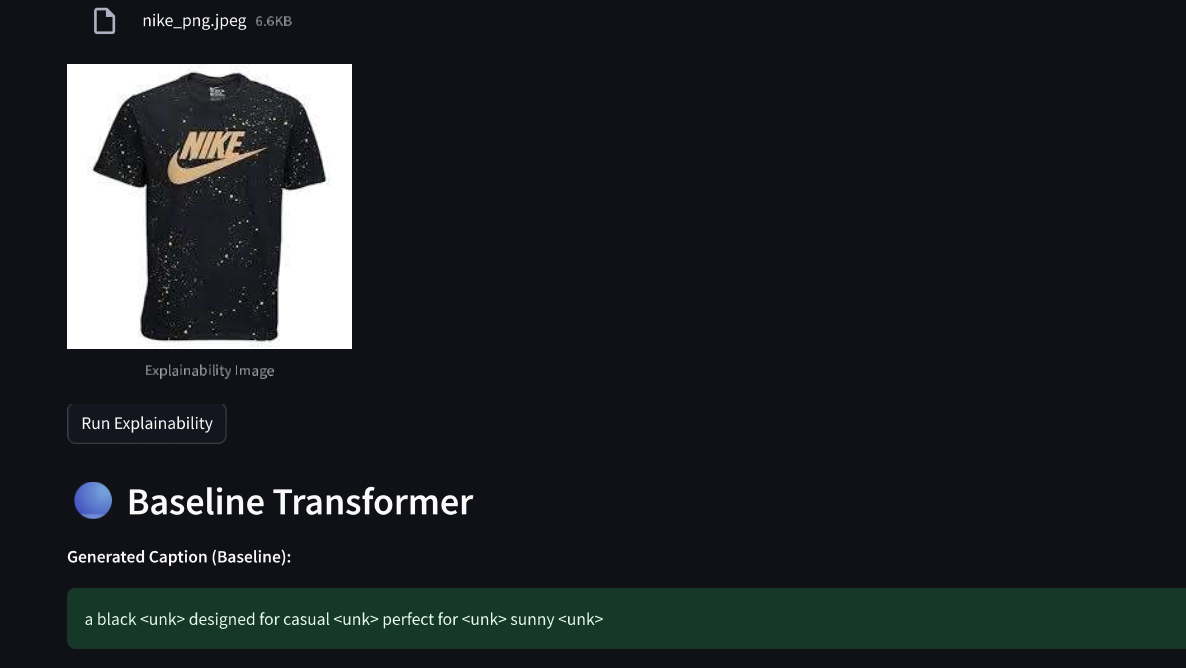 nike_png.jpeg 6.6KB
NIKE
Explainability Image
Run Explainability
Baseline Transformer
Generated Caption (Baseline):
a black <unk> designed for casual <unk> perfect for <unk> sunny <unk>